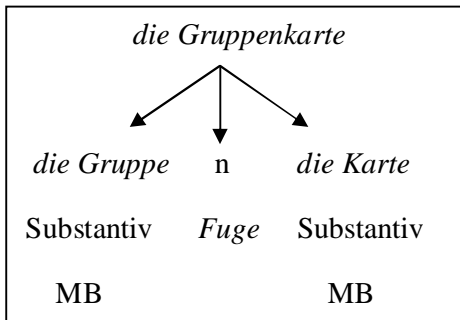 die Gruppenkarte
die Gruppe n die Karte
Substantiv Fuge Substantiv
MB MB